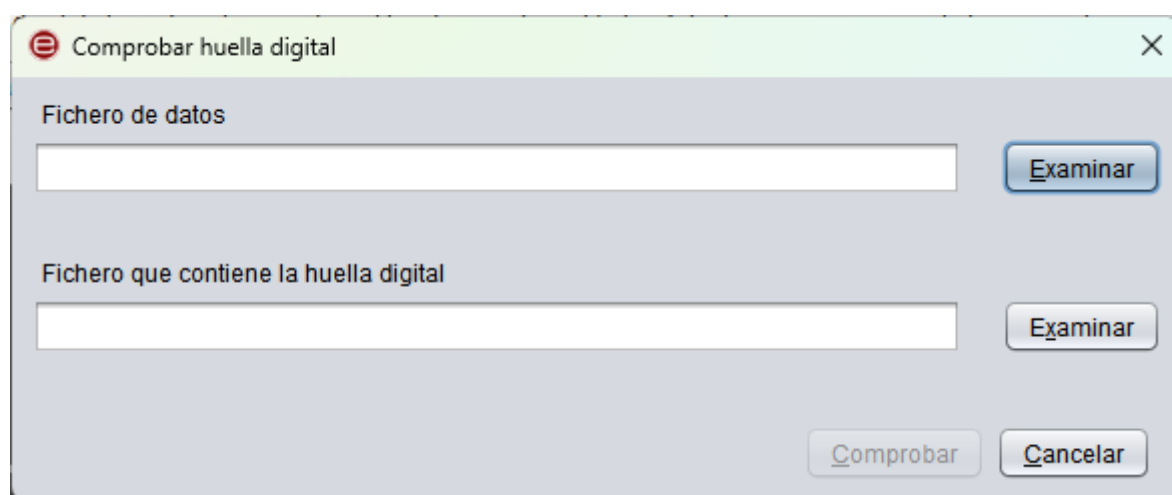 Comprobar huella digital
Fichero de datos
Examinar
Fichero que contiene la huella digital
Examinar
Comprobar Cancelar